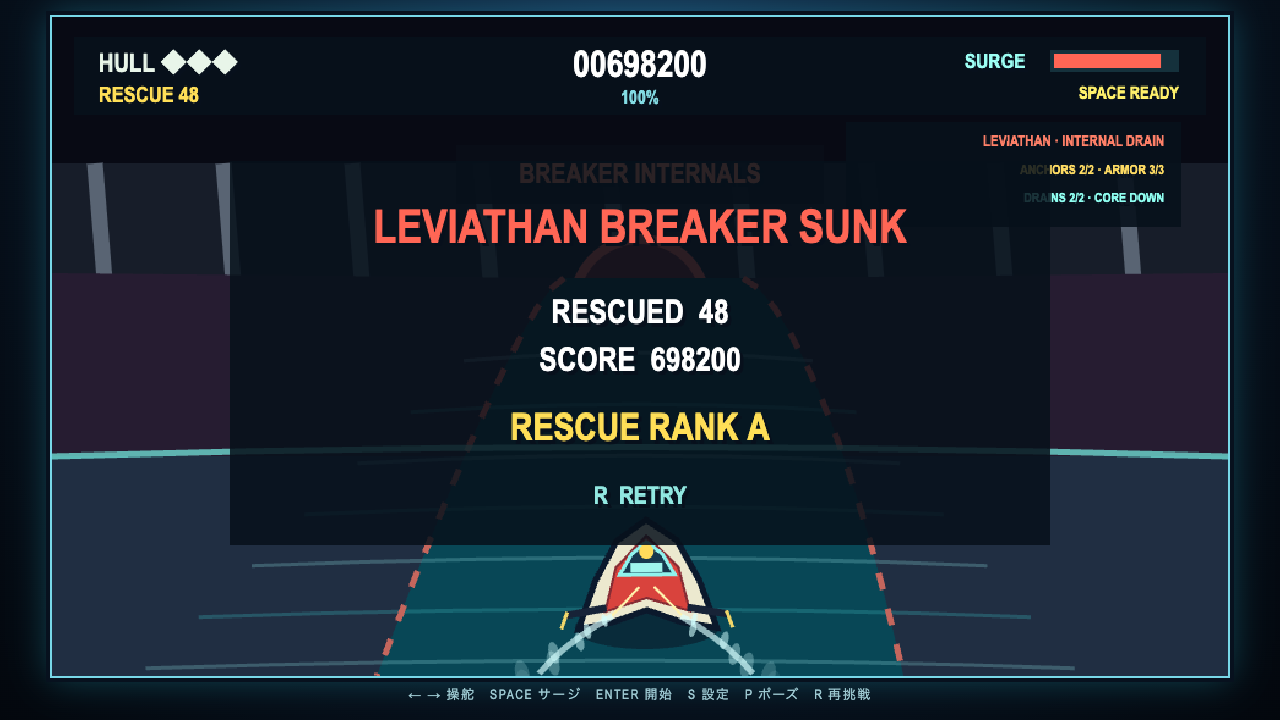 HULL
RESCUE 48
00698200
100%
SURGE
SPACE READY
LEVIATHAN · INTERNAL DRAIN
ANCHORS 2/2 · ARMOR 3/3
DRAINS 2/2 · CORE DOWN
BREAKER INTERNALS
LEVIATHAN BREAKER SUNK
RESCUED 48
SCORE 698200
RESCUE RANK A
R RETRY
← → 操舵 SPACE サージ ENTER 開始 S 設定 P ポーズ R 再挑戦